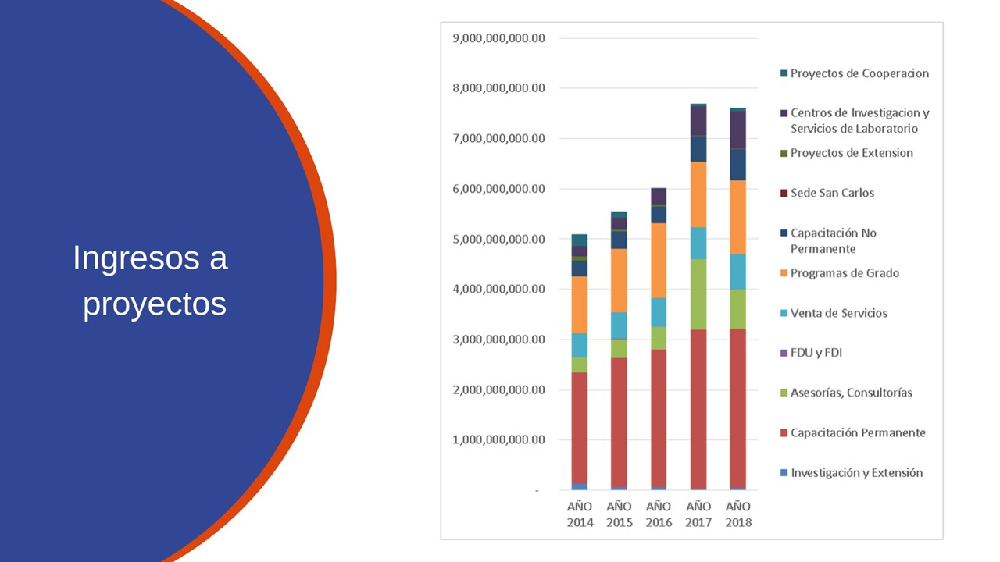 Ingresos a
proyectos
9,000,000,000.00
8,000,000,000.00
7,000,000,000.00
6,000,000,000.00
5,000,000,000.00
4,000,000,000.00
3,000,000,000.00
2,000,000,000.00
1,000,000,000.00
-
AÑO
2014
AÑO
2015
AÑO
2016
AÑO
2017
AÑO
2018
Proyectos de Cooperacion
Centros de Investigacion y
Servicios de Laboratorio
Proyectos de Extension
Sede San Carlos
Capacitación No
Permanente
Programas de Grado
Venta de Servicios
FDU y FDI
Asesorías, Consultorías
Capacitación Permanente
Investigación y Extensión